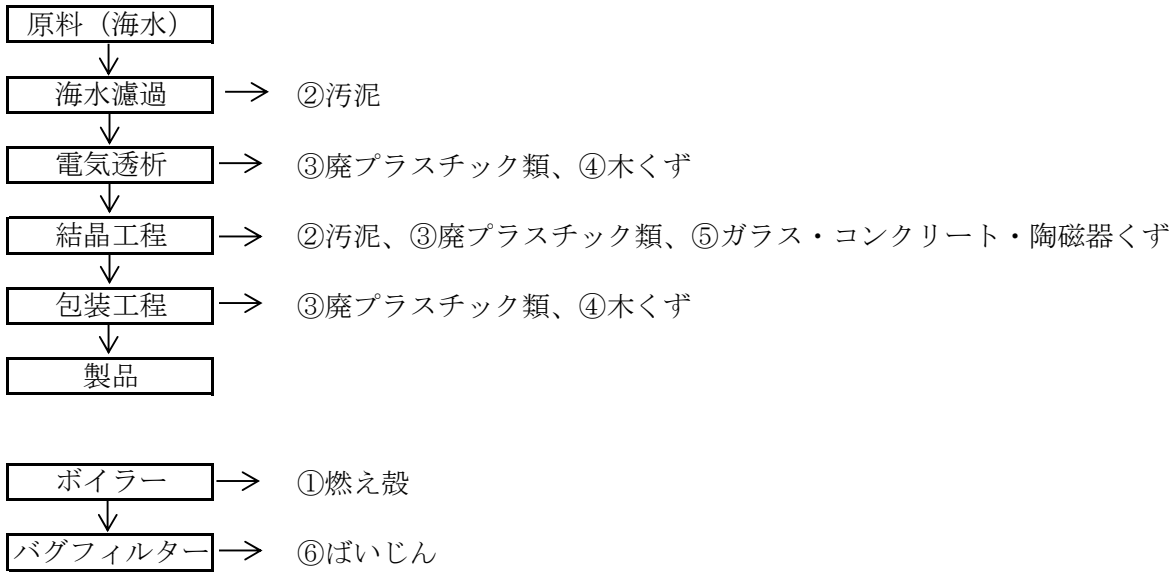 原料（海水）
海水濾過 ②汚泥
電気透析 ③廃プラスチック類、④木くず
結晶工程 ②汚泥、③廃プラスチック類、⑤ガラス・コンクリート・陶磁器くず
包装工程 ③廃プラスチック類、④木くず
製品
ボイラー ①燃え殻
バグフィルター ⑥ばいじん